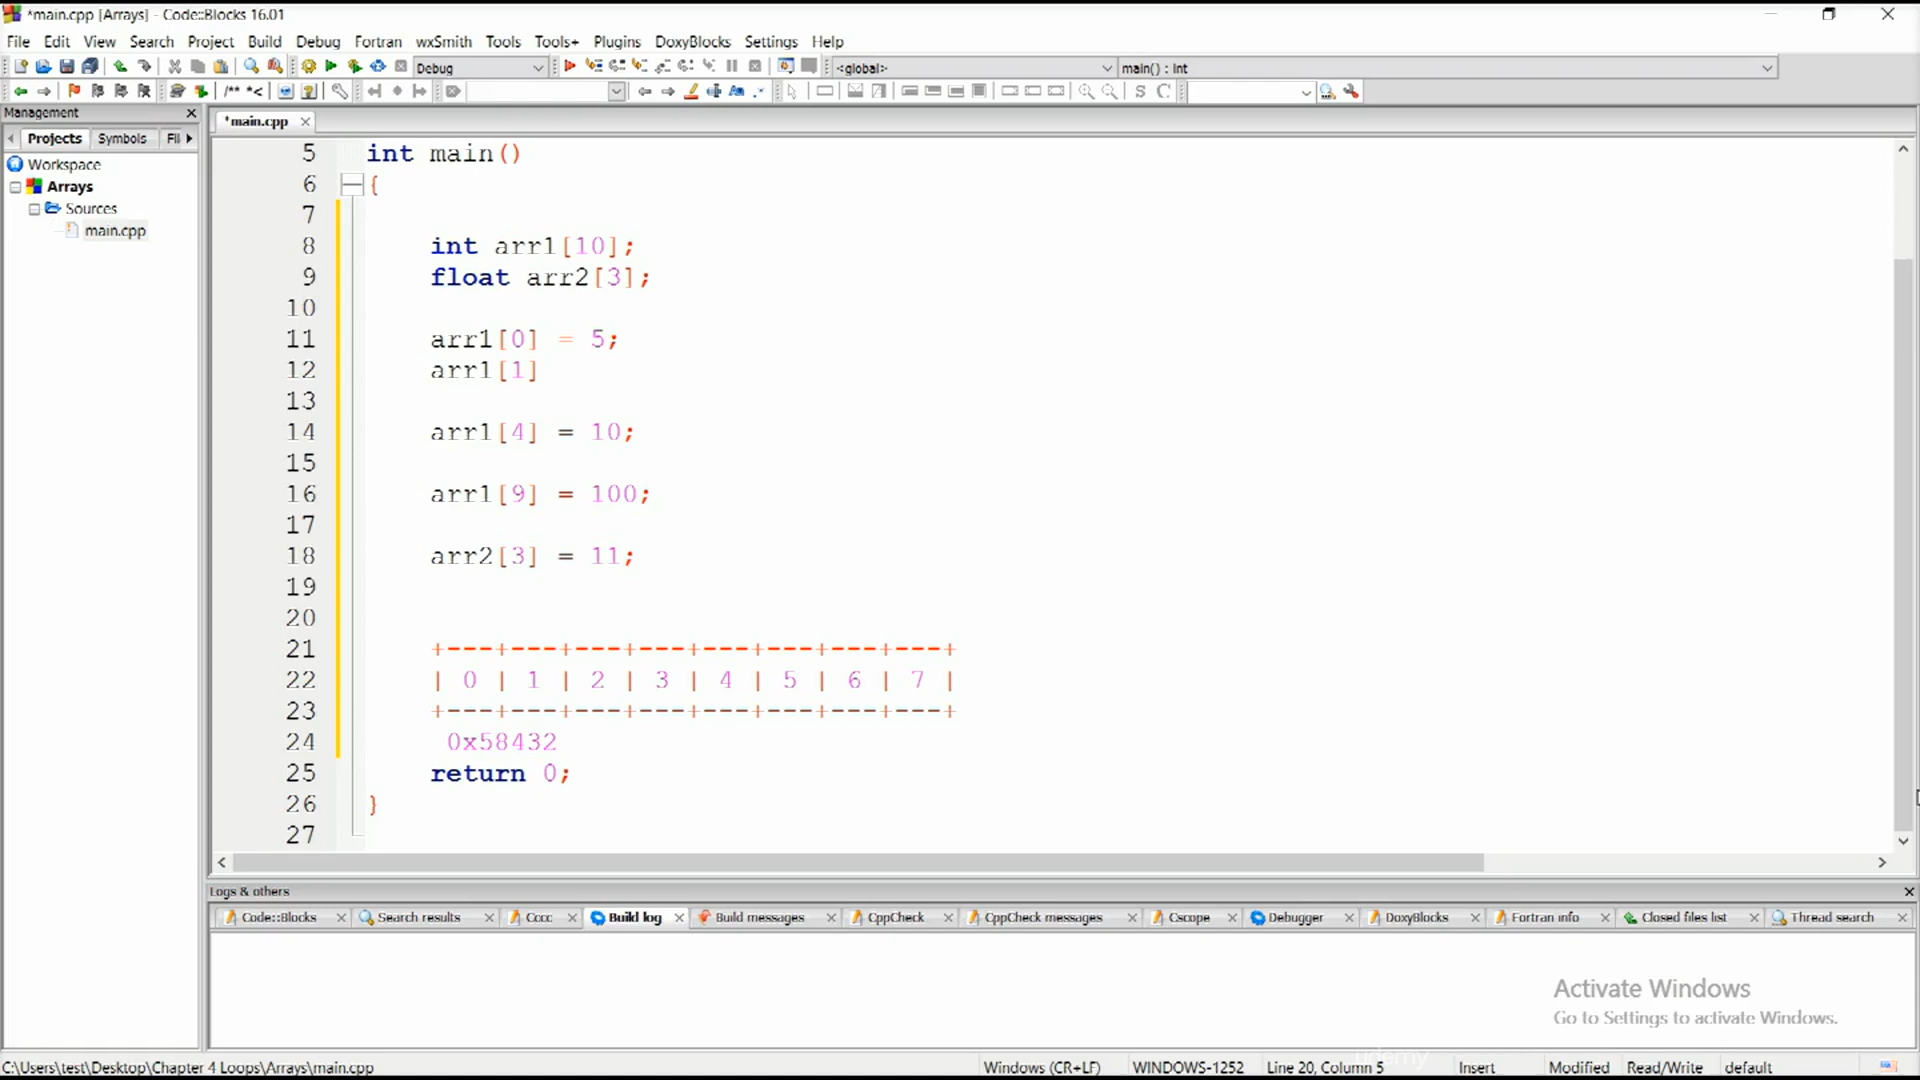 *main.cpp [Arrays] - Code::Blocks 16.01
File Edit View Search Project Build Debug Fortran wxSmith Tools Tools+ Plugins DoxyBlocks Settings Help
Debug <global> main() : int
/** *<
Management
Projects Symbols Fil
*main.cpp
Workspace
Arrays
Sources
main.cpp
5 int main()
6 {
7
8 int arr1[10];
9 float arr2[3];
10
11 arr1[0] = 5;
12 arr1[1]
13
14 arr1[4] = 10;
15
16 arr1[9] = 100;
17
18 arr2[3] = 11;
19
20
21 +---+---+---+---+---+---+---+---+
22 | 0 | 1 | 2 | 3 | 4 | 5 | 6 | 7 |
23 +---+---+---+---+---+---+---+---+
24 0x58432
25 return 0;
26 }
27
Logs & others
Code::Blocks Search results Cccc Build log Build messages CppCheck CppCheck messages Cscope Debugger DoxyBlocks Fortran info Closed files list Thread search
Activate Windows
Go to Settings to activate Windows.
udemy
C:\Users\test\Desktop\Chapter 4 Loops\Arrays\main.cpp Windows (CR+LF) WINDOWS-1252 Line 20, Column 5 Insert Modified Read/Write default